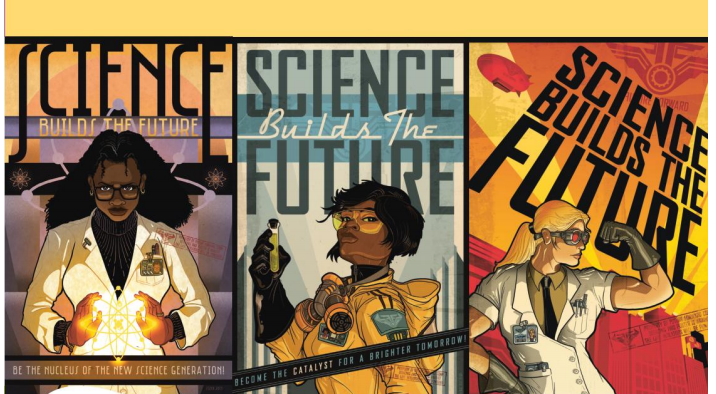 SCIENCE
BUILDS THE FUTURE
BE THE NUCLEUS OF THE NEW SCIENCE GENERATION!
SCIENCE
Builds The
FUTURE
BECOME THE CATALYST FOR A BRIGHTER TOMORROW!
SCIENCE
BUILDS THE
FUTURE